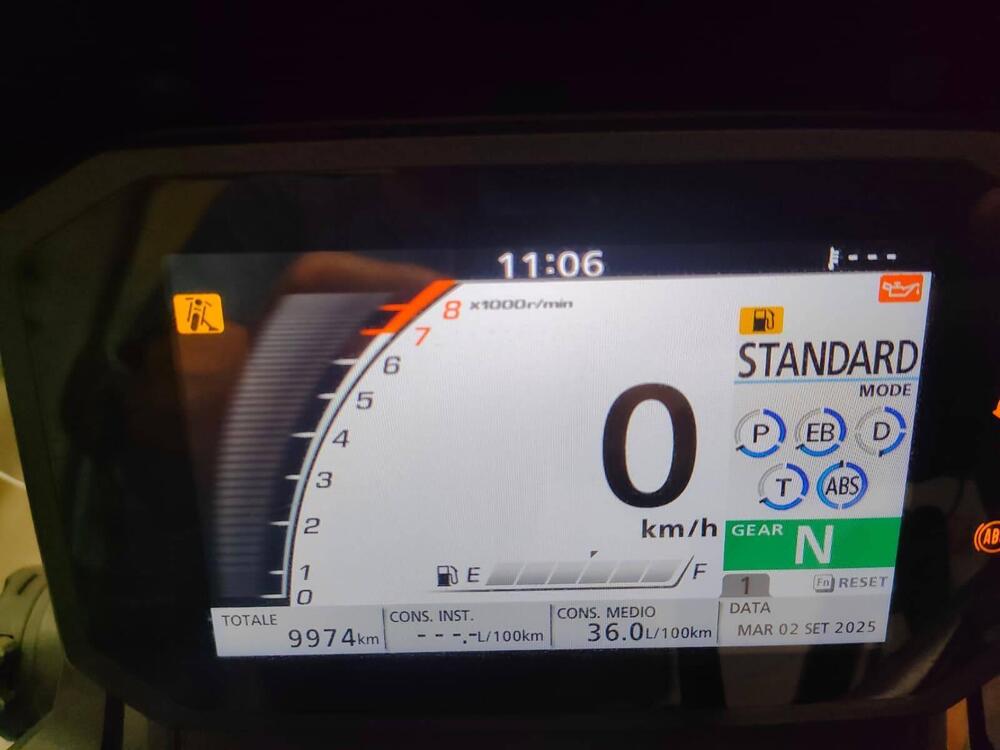 11:06
---
8 x1000r/min
7
6
5
4
3
2
1
0
0
km/h
E F
STANDARD
MODE
P EB D
T ABS
GEAR N
1 Fn RESET
TOTALE
9974km
CONS. INST.
---.-L/100km
CONS. MEDIO
36.0L/100km
DATA
MAR 02 SET 2025